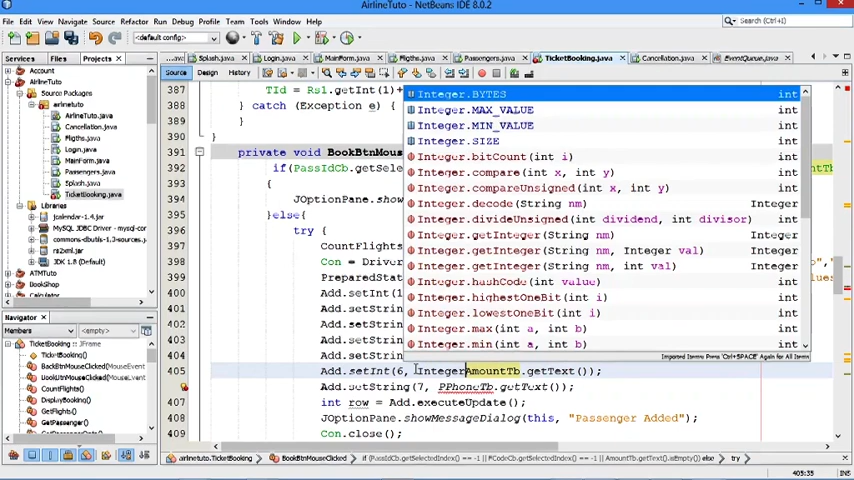 AirlineTuto - NetBeans IDE 8.0.2
File Edit View Navigate Source Refactor Run Debug Profile Team Tools Window Help
Search (Ctrl+I)
<default config>
Services Files Projects
...java Splash.java Login.java MainForm.java Fligths.java Passengers.java TicketBooking.java Cancellation.java EventQueue.java
Source Design History
Account
AirlineTuto
Source Packages
airlinetuto
AirlineTuto.java
Cancellation.java
Fligths.java
Login.java
MainForm.java
Passengers.java
Splash.java
TicketBooking.java
Libraries
jcalendar-1.4.jar
MySQL JDBC Driver - mysql-con
commons-dbutils-1.3-sources.j
rs2xml.jar
JDK 1.8 (Default)
ATMTuto
BookShop
Calculator
Navigator
Members <empty>
TicketBooking :: JFrame
TicketBooking()
BackBtnMouseClicked(MouseEvent
BookBtnMouseClicked(MouseEvent
CountFlights()
DisplayBooking()
GetFlights()
GetPassenger()
387 TId = Rs1.getInt(1)+
388 } catch (Exception e) {
389 }
390 }
391 private void BookBtnMous
392 if(PassIdCb.getSele
393 {
394 JOptionPane.show
395 }else{
396 try {
397 CountFlights
398 Con = Driver
399 PreparedStat
400 Add.setInt(1
401 Add.setStrin
402 Add.setStrin
403 Add.setStrin
404 Add.setStrin
405 Add.setInt(6, IntegerAmountTb.getText());
Add.setString(7, PPhoneTb.getText());
407 int row = Add.executeUpdate();
408 JOptionPane.showMessageDialog(this, "Passenger Added");
409 Con.close();
Integer.BYTES int
Integer.MAX_VALUE int
Integer.MIN_VALUE int
Integer.SIZE int
Integer.bitCount(int i) int
Integer.compare(int x, int y) int
Integer.compareUnsigned(int x, int y) int
Integer.decode(String nm) Integer
Integer.divideUnsigned(int dividend, int divisor) int
Integer.getInteger(String nm) Integer
Integer.getInteger(String nm, Integer val) Integer
Integer.getInteger(String nm, int val) Integer
Integer.hashCode(int value) int
Integer.highestOneBit(int i) int
Integer.lowestOneBit(int i) int
Integer.max(int a, int b) int
Integer.min(int a, int b) int
Imported Items; Press 'Ctrl+SPACE' Again for All Items
airlinetuto.TicketBooking BookBtnMouseClicked if (PassIdCb.getSelectedIndex() == -1 || FCodeCb.getSelectedIndex() == -1 || AmountTb.getText().isEmpty()) else try
405:35